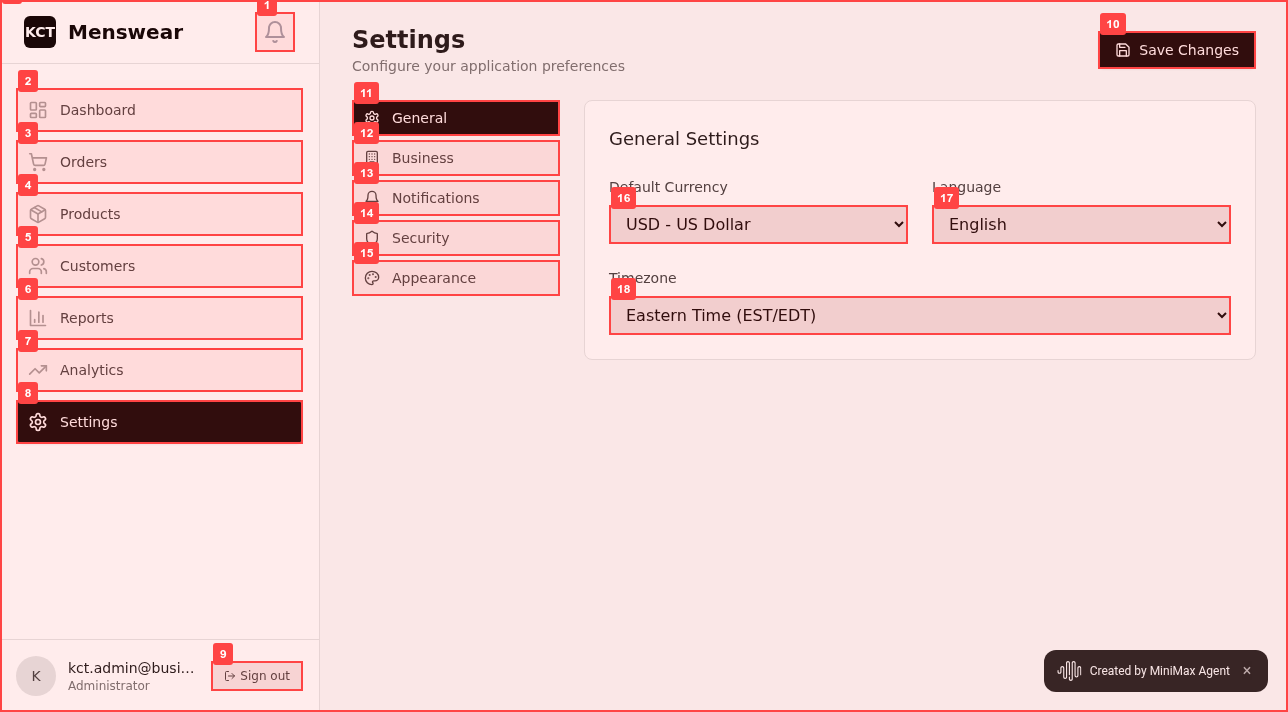 KCT Menswear
1
2
Dashboard
3
Orders
4
Products
5
Customers
6
Reports
7
Analytics
8
Settings
K
kct.admin@busi...
Administrator
9
Sign out
Settings
Configure your application preferences
10
Save Changes
11
General
12
Business
13
Notifications
14
Security
15
Appearance
General Settings
Default Currency
16
USD - US Dollar
Language
17
English
Timezone
18
Eastern Time (EST/EDT)
Created by MiniMax Agent ×